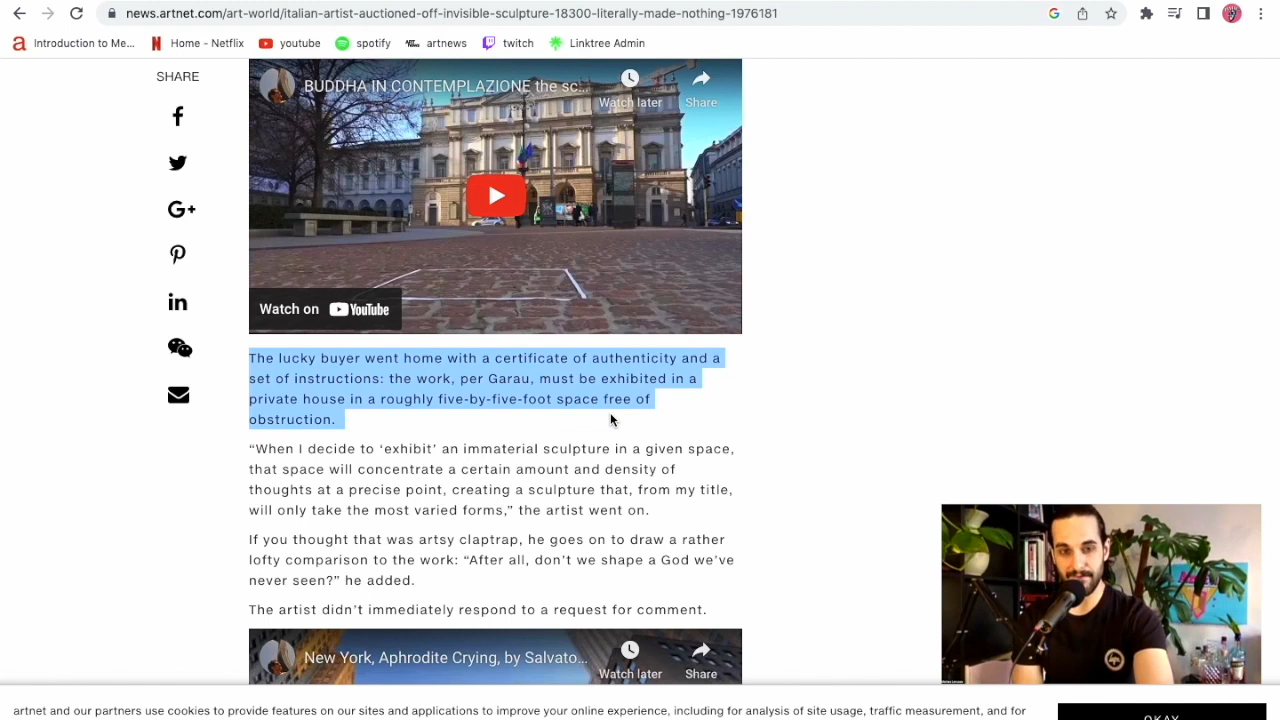 news.artnet.com/art-world/italian-artist-auctioned-off-invisible-sculpture-18300-literally-made-nothing-1976181
Introduction to Me... Home - Netflix youtube spotify artnews twitch Linktree Admin
SHARE
BUDDHA IN CONTEMPLAZIONE the sc...
Watch later Share
Watch on YouTube
The lucky buyer went home with a certificate of authenticity and a
set of instructions: the work, per Garau, must be exhibited in a
private house in a roughly five-by-five-foot space free of
obstruction.
“When I decide to ‘exhibit’ an immaterial sculpture in a given space,
that space will concentrate a certain amount and density of
thoughts at a precise point, creating a sculpture that, from my title,
will only take the most varied forms,” the artist went on.
If you thought that was artsy claptrap, he goes on to draw a rather
lofty comparison to the work: “After all, don’t we shape a God we’ve
never seen?” he added.
The artist didn’t immediately respond to a request for comment.
New York, Aphrodite Crying, by Salvato...
Watch later Share
artnet and our partners use cookies to provide features on our sites and applications to improve your online experience, including for analysis of site usage, traffic measurement, and for
OKAY